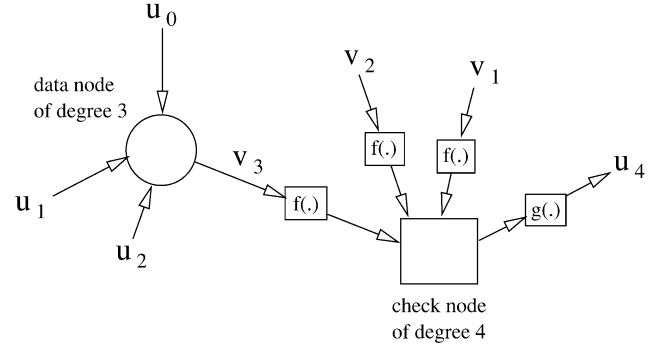 u 0
data node
of degree 3
v 2
v 1
f(.)
f(.)
v 3
u 4
u 1
f(.)
g(.)
u 2
check node
of degree 4